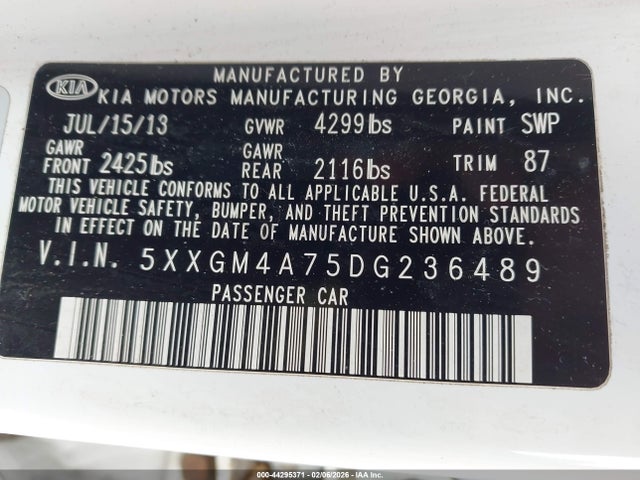 MANUFACTURED BY
KIA KIA MOTORS MANUFACTURING GEORGIA, INC.
JUL/15/13 GVWR 4299lbs PAINT SWP
GAWR FRONT 2425lbs GAWR REAR 2116lbs TRIM 87
THIS VEHICLE CONFORMS TO ALL APPLICABLE U.S.A. FEDERAL
MOTOR VEHICLE SAFETY, BUMPER, AND THEFT PREVENTION STANDARDS
IN EFFECT ON THE DATE OF MANUFACTURE SHOWN ABOVE.
V.I.N. 5XXGM4A75DG236489
PASSENGER CAR
000-44295371 - 02/06/2026 - IAA Inc.